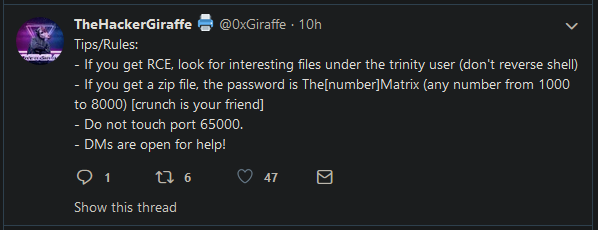 TheHackerGiraffe 🖨️ @0xGiraffe · 10h
Tips/Rules:
- If you get RCE, look for interesting files under the trinity user (don't reverse shell)
- If you get a zip file, the password is The[number]Matrix (any number from 1000
to 8000) [crunch is your friend]
- Do not touch port 65000.
- DMs are open for help!
1 6 47
Show this thread